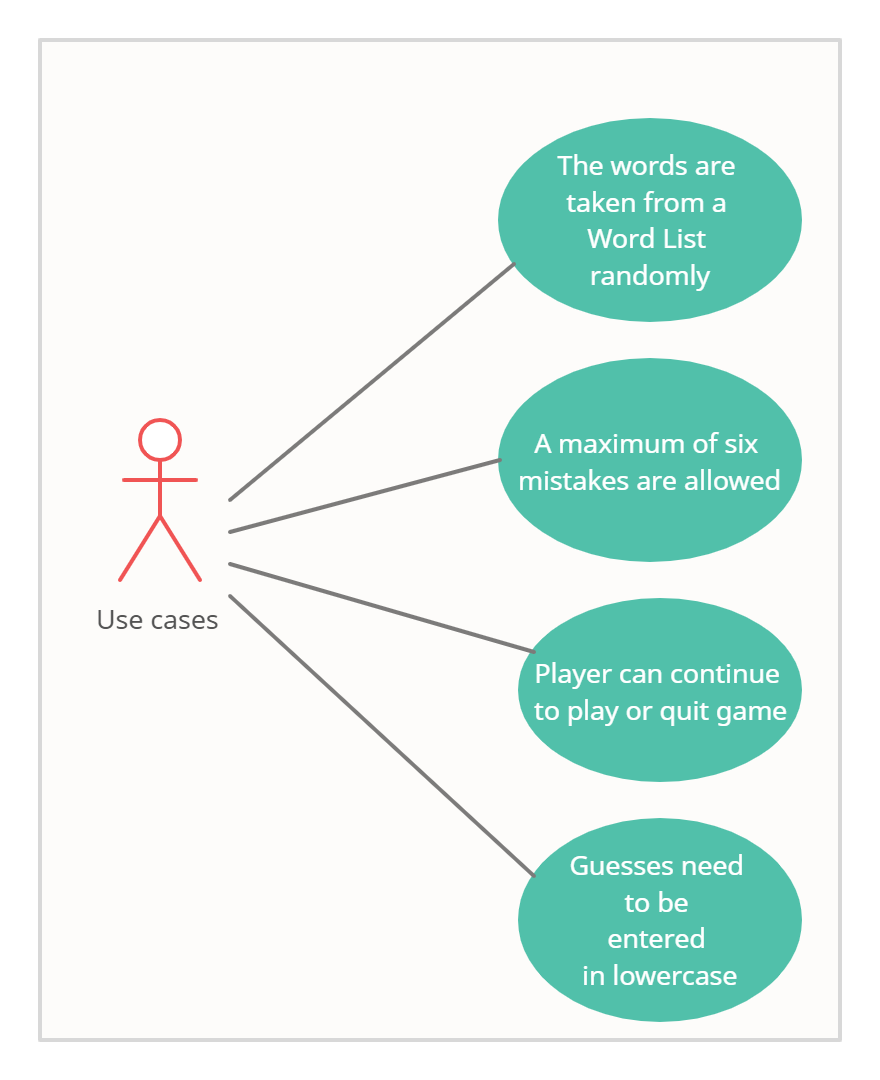 The words are
taken from a
Word List
randomly
A maximum of six
mistakes are allowed
Use cases
Player can continue
to play or quit game
Guesses need
to be
entered
in lowercase